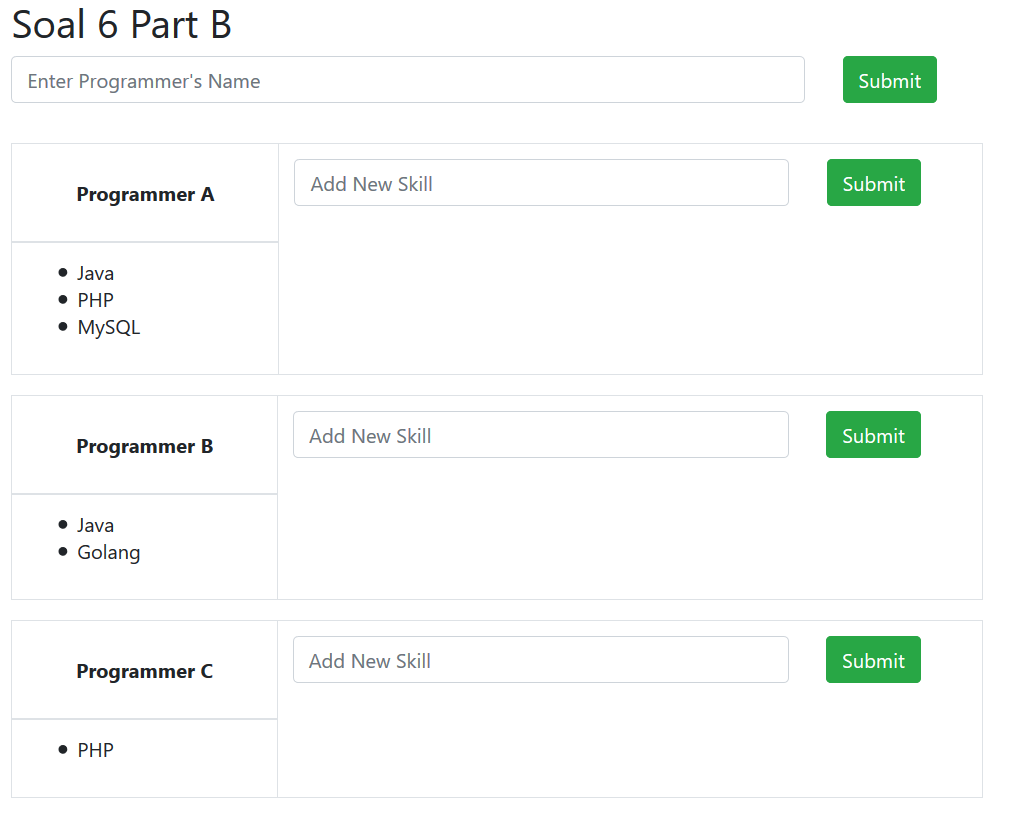 Soal 6 Part B
Enter Programmer's Name Submit
Programmer A Add New Skill Submit
Java
PHP
MySQL
Programmer B Add New Skill Submit
Java
Golang
Programmer C Add New Skill Submit
PHP